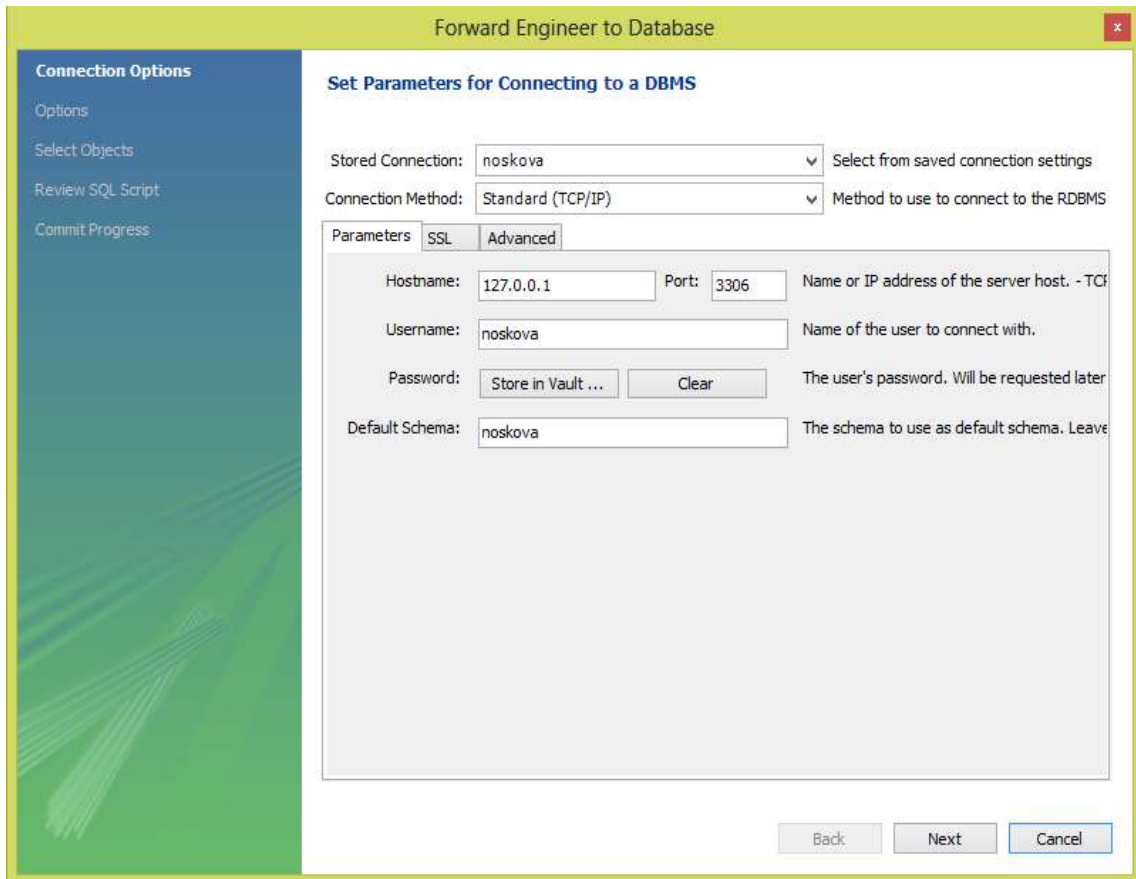 Forward Engineer to Database
x
Connection Options
Options
Select Objects
Review SQL Script
Commit Progress
Set Parameters for Connecting to a DBMS
Stored Connection: noskova Select from saved connection settings
Connection Method: Standard (TCP/IP) Method to use to connect to the RDBMS
Parameters SSL Advanced
Hostname: 127.0.0.1 Port: 3306 Name or IP address of the server host. - TCP
Username: noskova Name of the user to connect with.
Password: Store in Vault ... Clear The user's password. Will be requested later
Default Schema: noskova The schema to use as default schema. Leave
Back Next Cancel